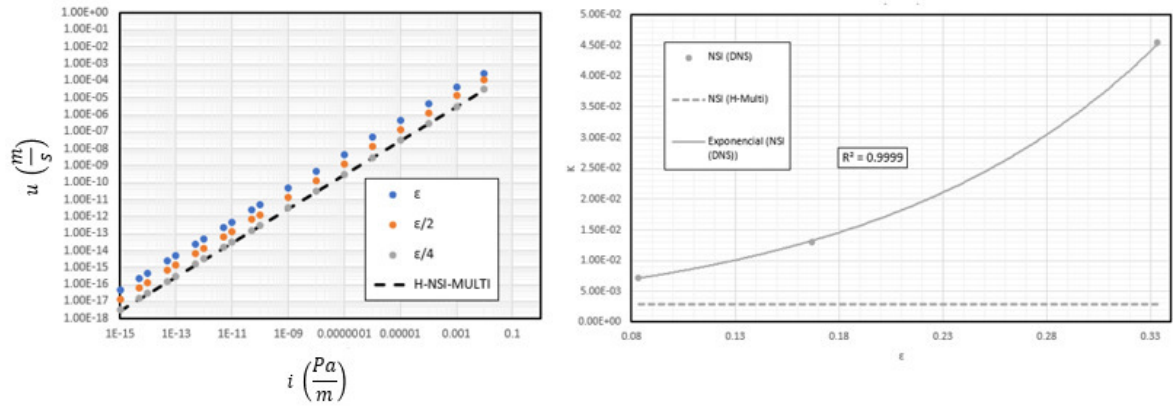 1.00E+00
1.00E-01
1.00E-02
1.00E-03
1.00E-04
1.00E-05
1.00E-06
1.00E-07
1.00E-08
1.00E-09
1.00E-10
1.00E-11
1.00E-12
1.00E-13
1.00E-14
1.00E-15
1.00E-16
1.00E-17
1.00E-18
u (m/s)
1E-15 1E-13 1E-11 1E-09 0.0000001 0.00001 0.001 0.1
i (Pa/m)
ε
ε/2
ε/4
H-NSI-MULTI
5.00E-02
4.50E-02
4.00E-02
3.50E-02
3.00E-02
2.50E-02
2.00E-02
1.50E-02
1.00E-02
5.00E-03
0.00E+00
K
0.08 0.13 0.18 0.23 0.28 0.33
ε
NSI (DNS)
NSI (H-Multi)
Exponencial (NSI
(DNS))
R² = 0.9999